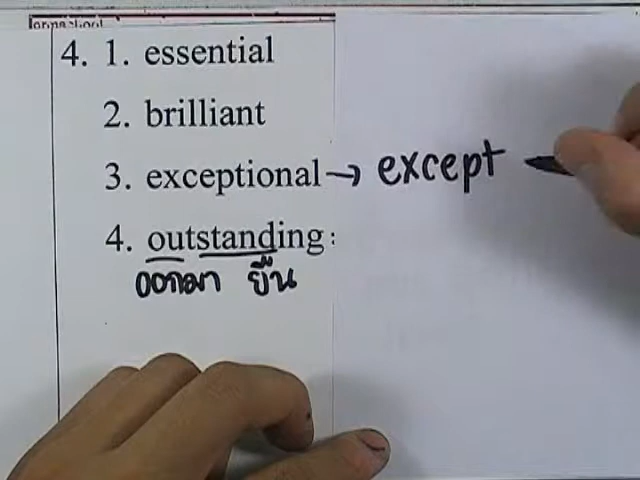 4. 1. essential
2. brilliant
3. exceptional → except
4. outstanding:
ออกมา ยืน